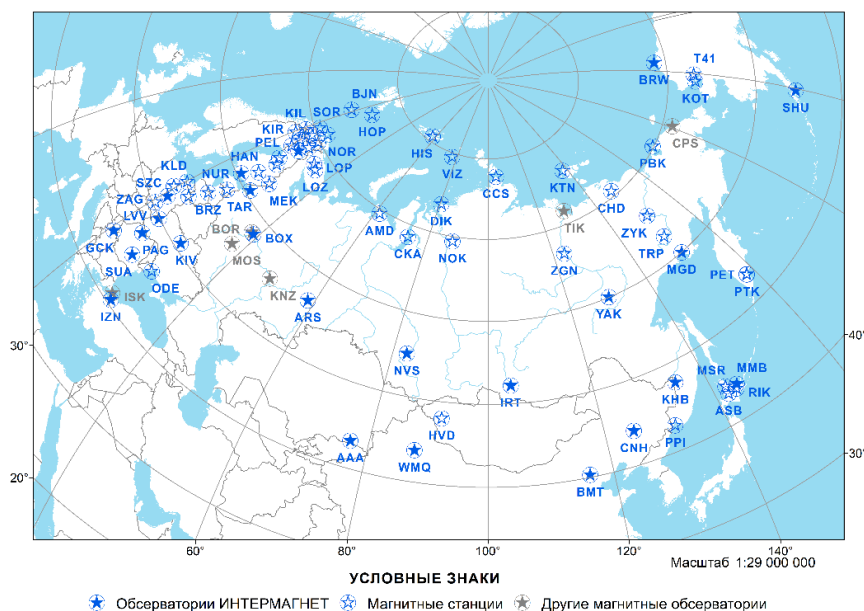 T41
BRW
KOT
SHU
BJN
KIL
SOR
HOP
CPS
KIR
PEL
NOR
HIS
PBK
KLD
HAN
LOP
VIZ
SZC
NUR
LOZ
CCS
KTN
ZAG
BRZ
TAR
MEK
CHD
LVV
DIK
TIK
BOR
BOX
AMD
ZYK
GCK
PAG
KIV
MOS
CKA
NOK
TRP
SUA
ZGN
MGD
ODE
KNZ
PET
ISK
PTK
IZN
ARS
YAK
30°
40°
NVS
MSR
MMB
IRT
KHB
RIK
ASB
HVD
CNH
PPI
AAA
WMQ
30°
20°
BMT
60°
80°
100°
120°
140°
Масштаб 1:29 000 000
УСЛОВНЫЕ ЗНАКИ
Обсерватории ИНТЕРМАГНЕТ
Магнитные станции
Другие магнитные обсерватории